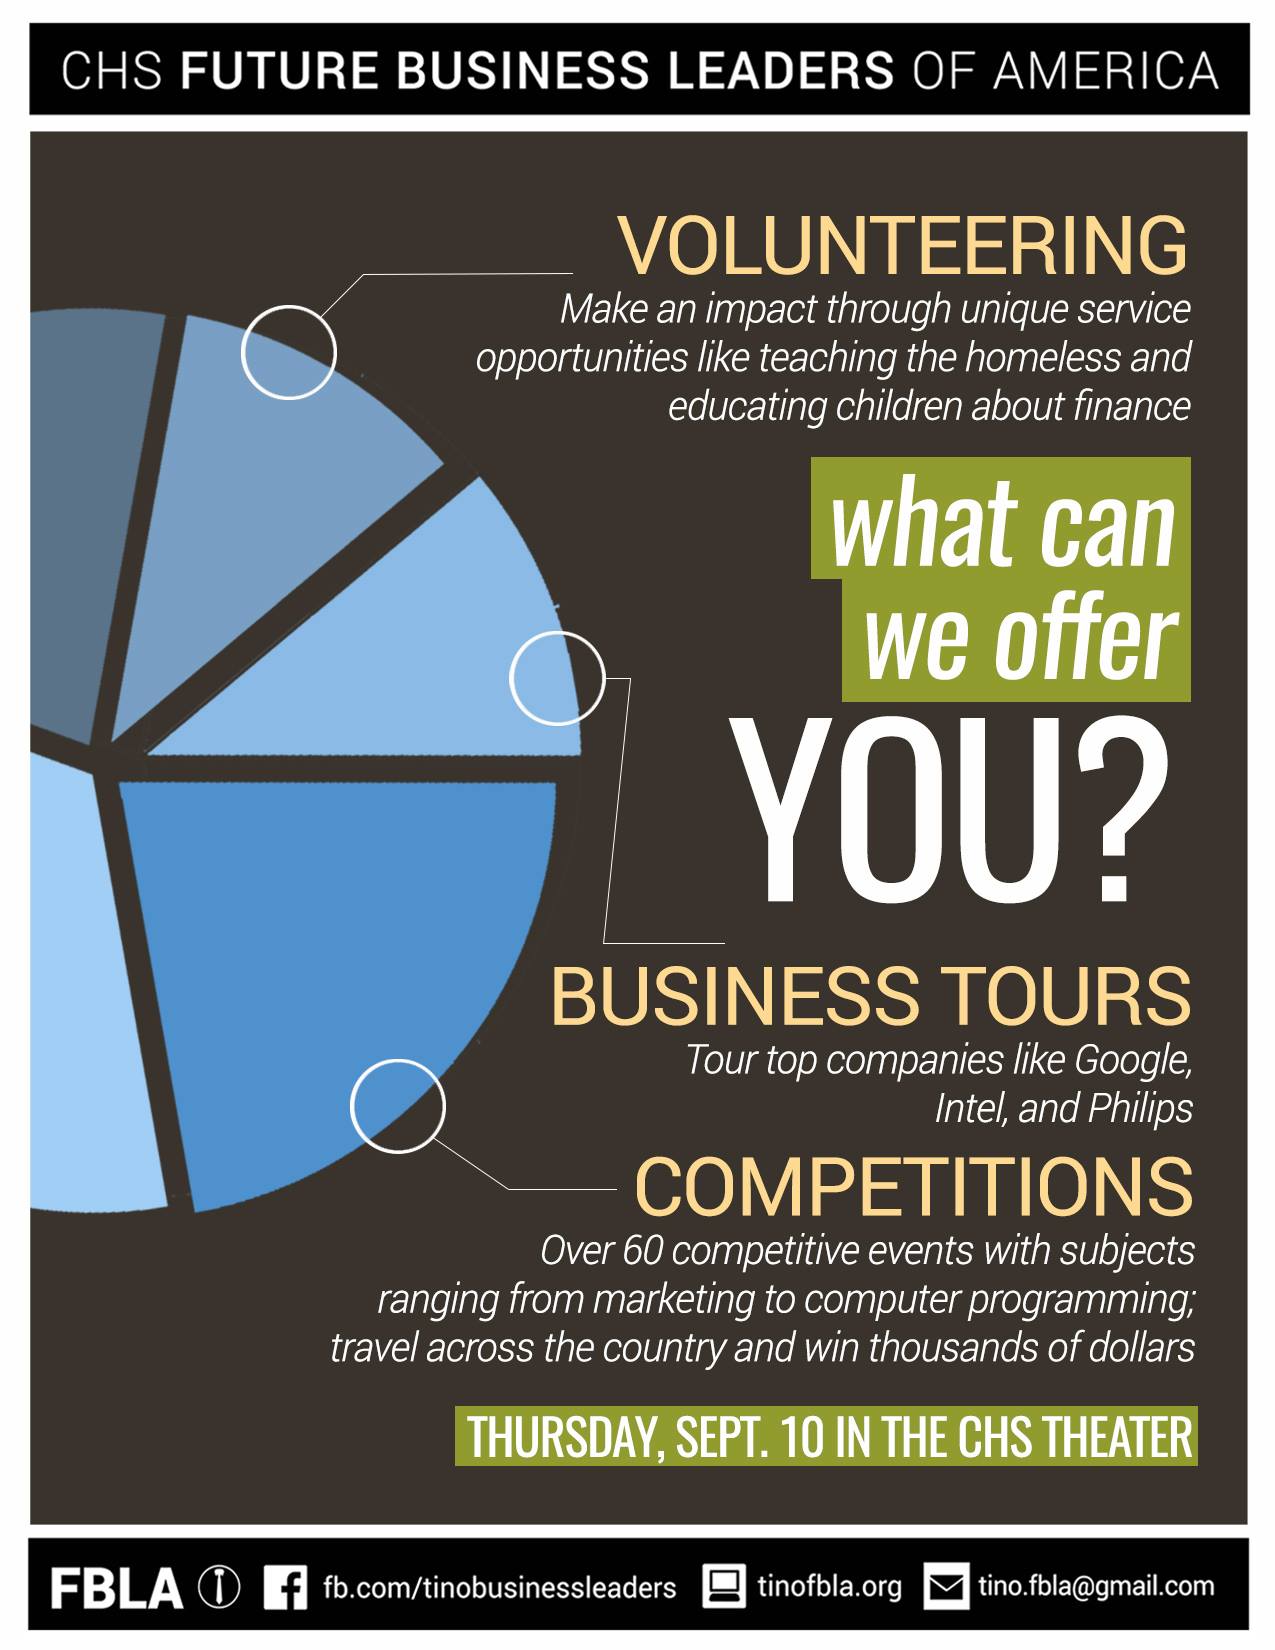 CHS FUTURE BUSINESS LEADERS OF AMERICA
VOLUNTEERING
Make an impact through unique service
opportunities like teaching the homeless and
educating children about finance
what can
we offer
YOU?
BUSINESS TOURS
Tour top companies like Google,
Intel, and Philips
COMPETITIONS
Over 60 competitive events with subjects
ranging from marketing to computer programming;
travel across the country and win thousands of dollars
THURSDAY, SEPT. 10 IN THE CHS THEATER
FBLA fb.com/tinobusinessleaders tinofbla.org tino.fbla@gmail.com